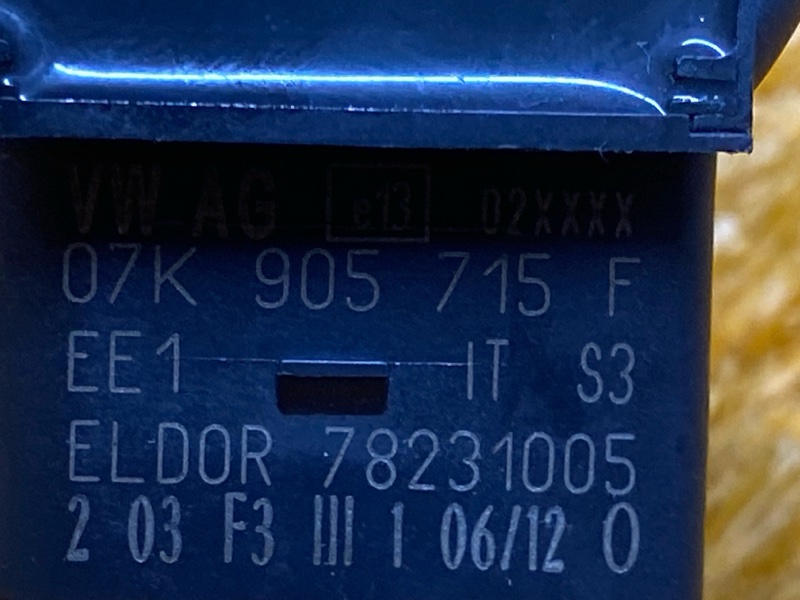 VW AG e13 02XXXX
07K 905 715 F
EE1 IT S3
ELDOR 78231005
2 03 F3 III 1 06/12 0